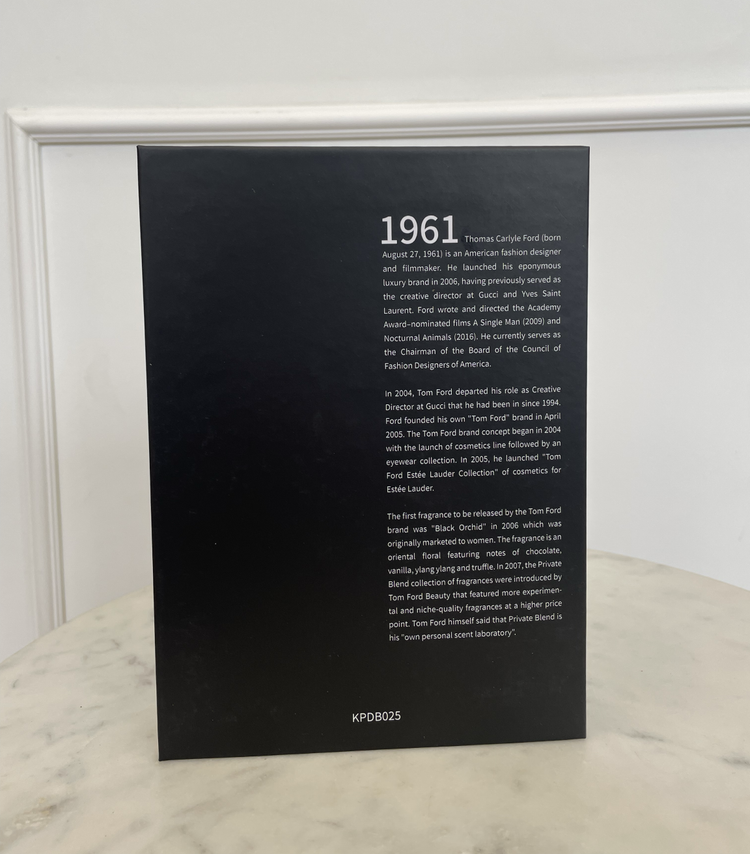 1961 Thomas Carlyle Ford (born
August 27, 1961) is an American fashion designer
and filmmaker. He launched his eponymous
luxury brand in 2006, having previously served as
the creative director at Gucci and Yves Saint
Laurent. Ford wrote and directed the Academy
Award–nominated films A Single Man (2009) and
Nocturnal Animals (2016). He currently serves as
the Chairman of the Board of the Council of
Fashion Designers of America.
In 2004, Tom Ford departed his role as Creative
Director at Gucci that he had been in since 1994.
Ford founded his own "Tom Ford" brand in April
2005. The Tom Ford brand concept began in 2004
with the launch of cosmetics line followed by an
eyewear collection. In 2005, he launched "Tom
Ford Estée Lauder Collection" of cosmetics for
Estée Lauder.
The first fragrance to be released by the Tom Ford
brand was "Black Orchid" in 2006 which was
originally marketed to women. The fragrance is an
oriental floral featuring notes of chocolate,
vanilla, ylang ylang and truffle. In 2007, the Private
Blend collection of fragrances were introduced by
Tom Ford Beauty that featured more experimen-
tal and niche-quality fragrances at a higher price
point. Tom Ford himself said that Private Blend is
his "own personal scent laboratory".
KPDB025